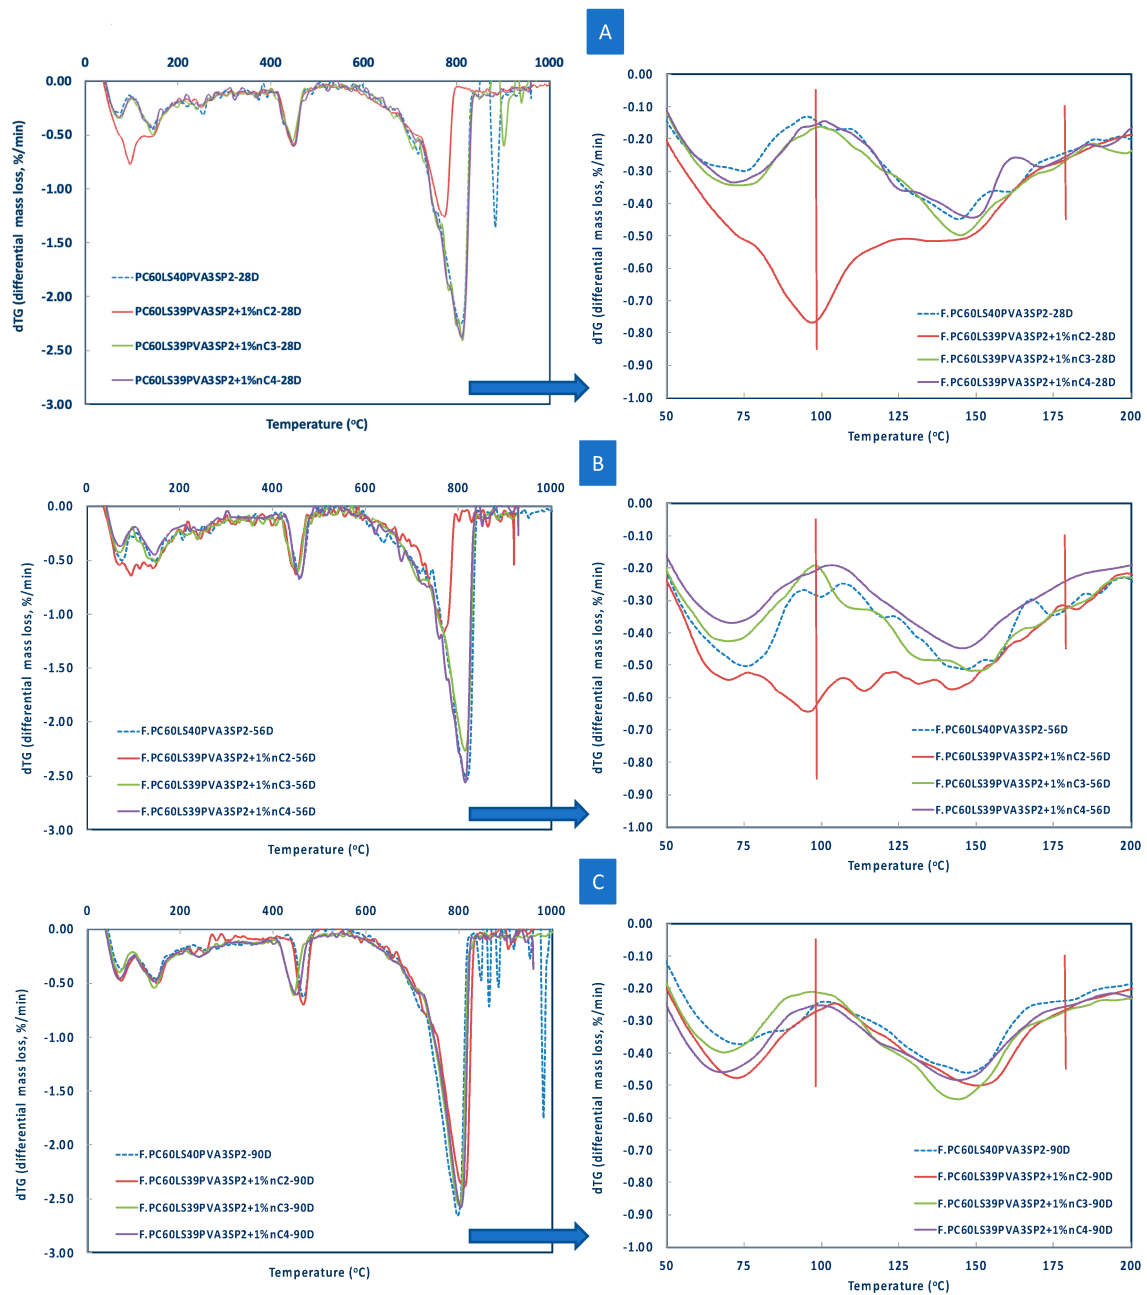 A
0 200 400 600 800 1000
0.00
-0.50
-1.00
-1.50
-2.00
-2.50
-3.00
dTG (differential mass loss, %/min)
PC60LS40PVA3SP2-28D
PC60LS39PVA3SP2+1%nC2-28D
PC60LS39PVA3SP2+1%nC3-28D
PC60LS39PVA3SP2+1%nC4-28D
Temperature (°C)
0.00
-0.10
-0.20
-0.30
-0.40
-0.50
-0.60
-0.70
-0.80
-0.90
-1.00
dTG (differential mass loss, %/min)
F.PC60LS40PVA3SP2-28D
F.PC60LS39PVA3SP2+1%nC2-28D
F.PC60LS39PVA3SP2+1%nC3-28D
F.PC60LS39PVA3SP2+1%nC4-28D
50 75 100 125 150 175 200
Temperature (°C)
B
0 200 400 600 800 1000
0.00
-0.50
-1.00
-1.50
-2.00
-2.50
-3.00
dTG (differential mass loss, %/min)
F.PC60LS40PVA3SP2-56D
F.PC60LS39PVA3SP2+1%nC2-56D
F.PC60LS39PVA3SP2+1%nC3-56D
F.PC60LS39PVA3SP2+1%nC4-56D
Temperature (°C)
0.00
-0.10
-0.20
-0.30
-0.40
-0.50
-0.60
-0.70
-0.80
-0.90
-1.00
dTG (differential mass loss, %/min)
F.PC60LS40PVA3SP2-56D
F.PC60LS39PVA3SP2+1%nC2-56D
F.PC60LS39PVA3SP2+1%nC3-56D
F.PC60LS39PVA3SP2+1%nC4-56D
50 75 100 125 150 175 200
Temperature (°C)
C
0 200 400 600 800 1000
0.00
-0.50
-1.00
-1.50
-2.00
-2.50
-3.00
dTG (differential mass loss, %/min)
F.PC60LS40PVA3SP2-90D
F.PC60LS39PVA3SP2+1%nC2-90D
F.PC60LS39PVA3SP2+1%nC3-90D
F.PC60LS39PVA3SP2+1%nC4-90D
Temperature (°C)
0.00
-0.10
-0.20
-0.30
-0.40
-0.50
-0.60
-0.70
-0.80
-0.90
-1.00
dTG (differential mass loss, %/min)
F.PC60LS40PVA3SP2-90D
F.PC60LS39PVA3SP2+1%nC2-90D
F.PC60LS39PVA3SP2+1%nC3-90D
F.PC60LS39PVA3SP2+1%nC4-90D
50 75 100 125 150 175 200
Temperature (°C)